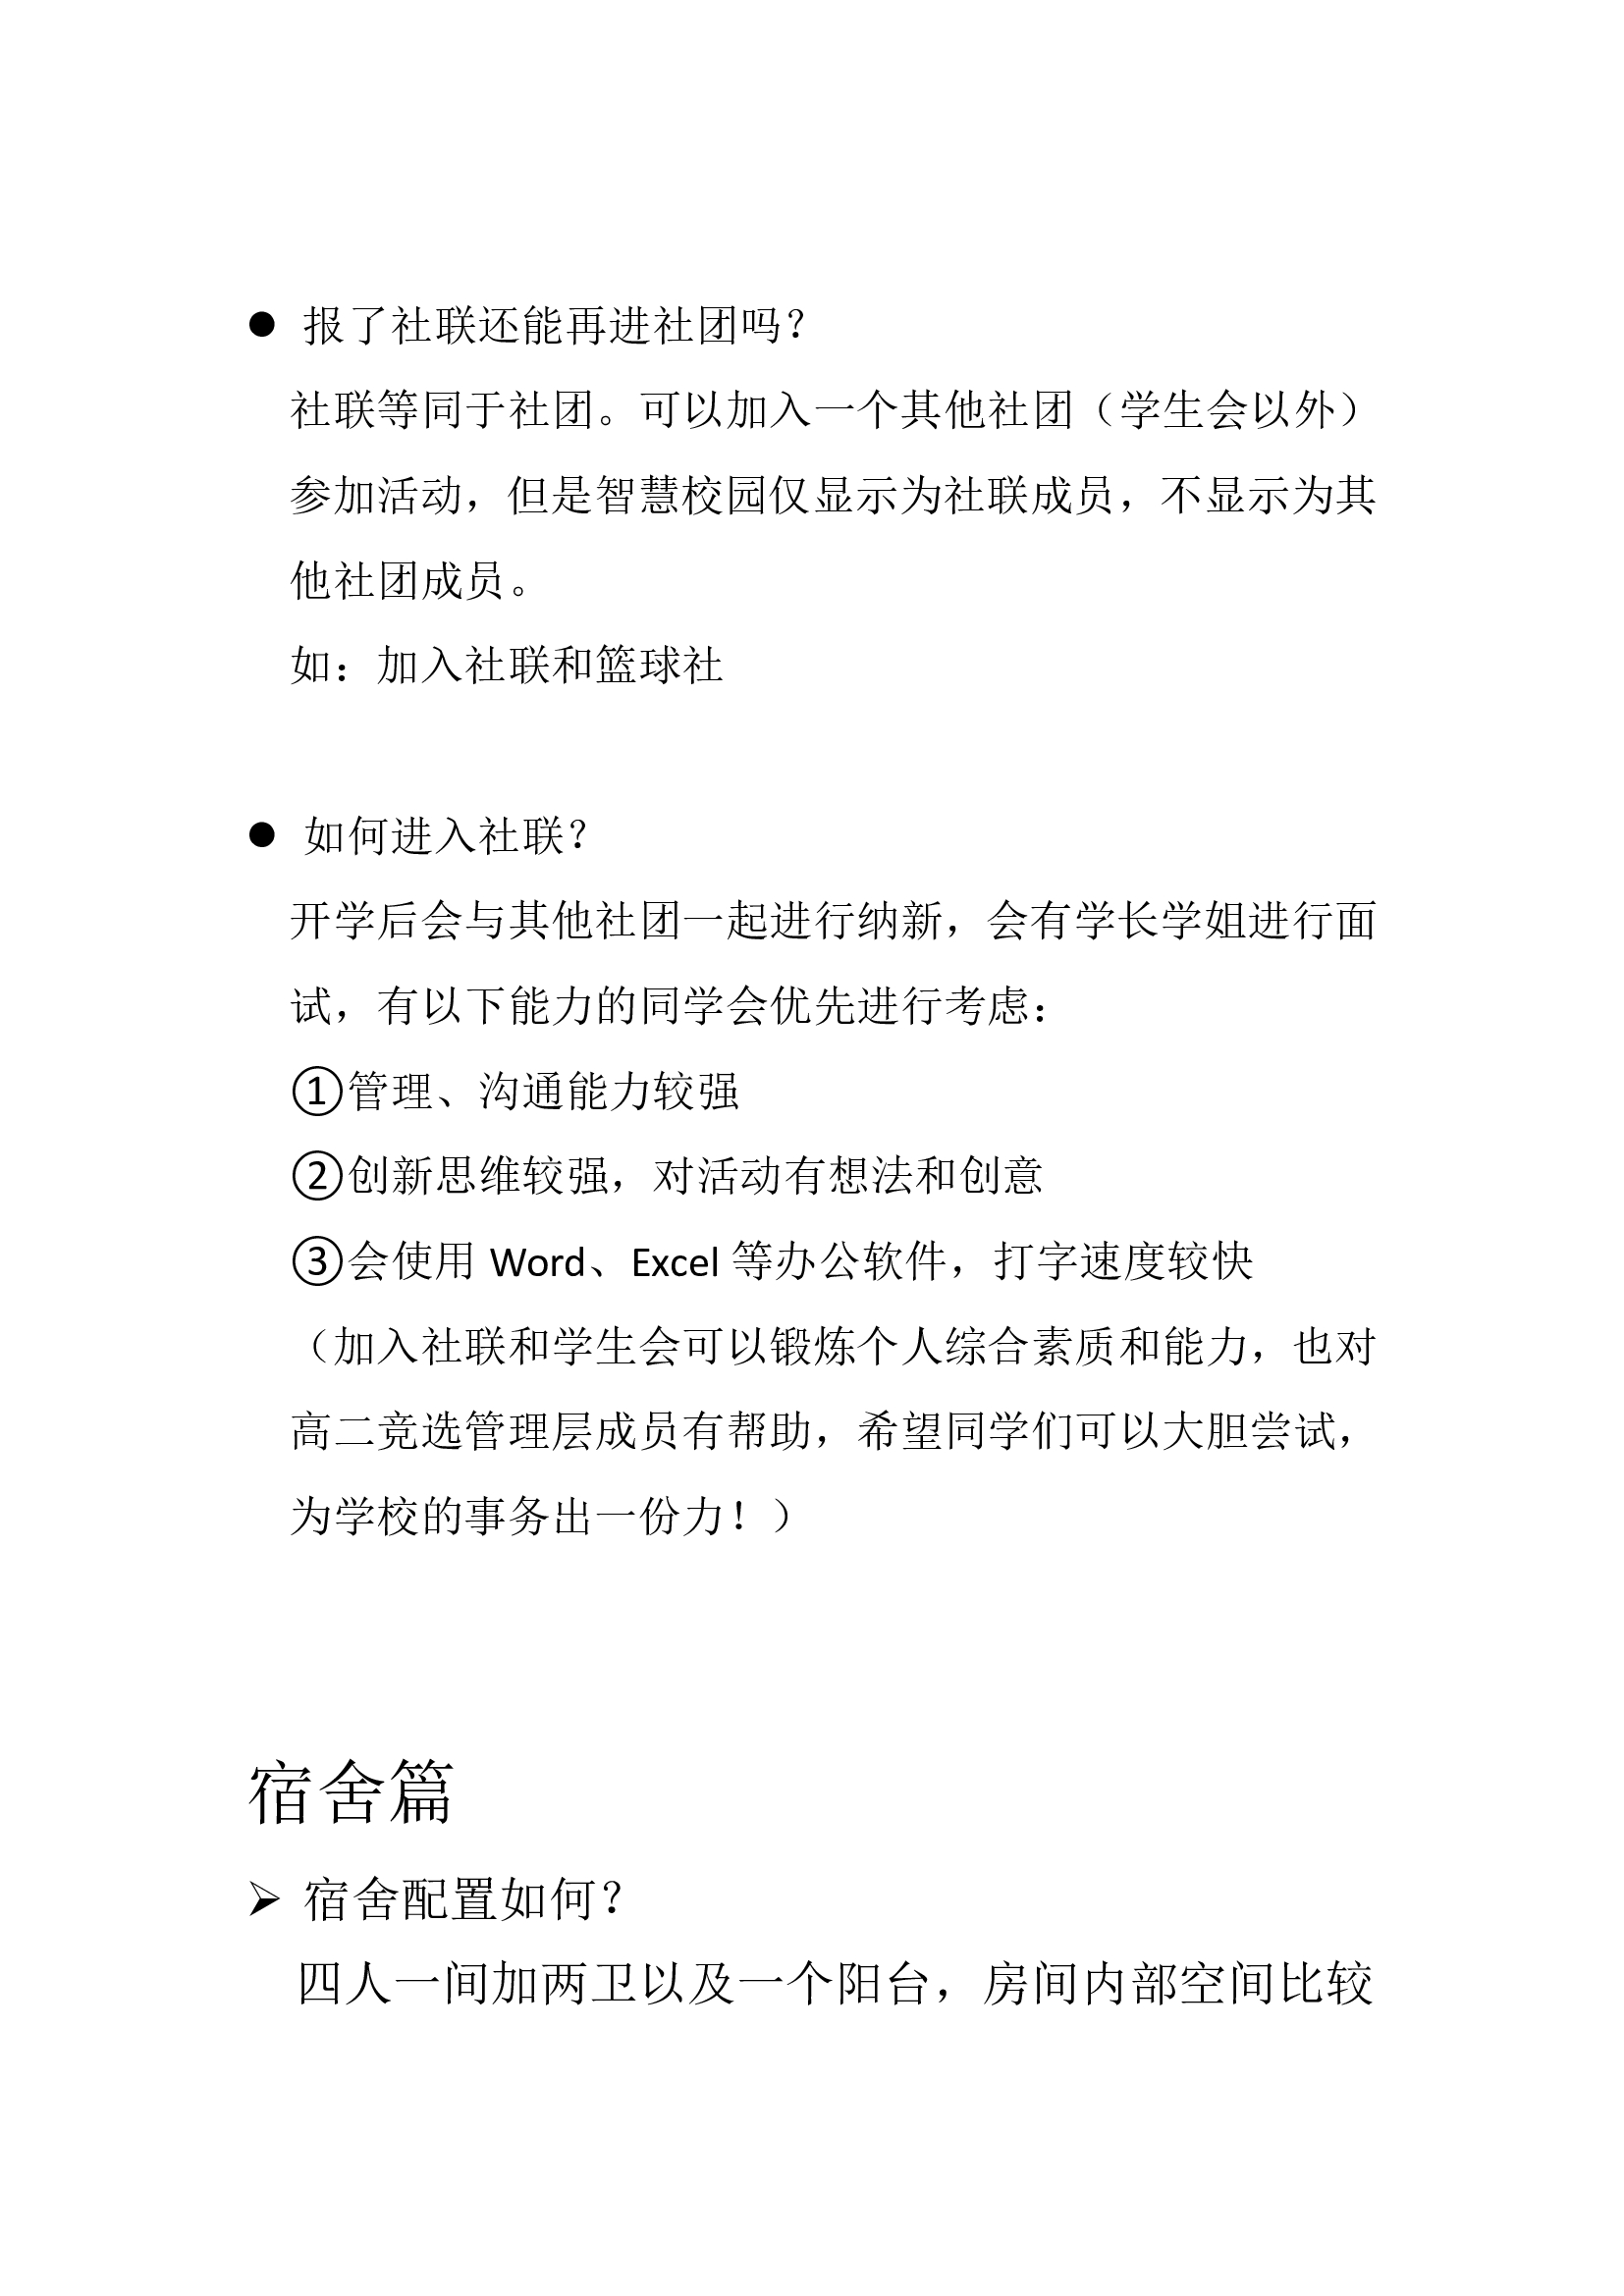 ● 报了社联还能再进社团吗？
社联等同于社团。可以加入一个其他社团（学生会以外）
参加活动，但是智慧校园仅显示为社联成员，不显示为其
他社团成员。
如：加入社联和篮球社
● 如何进入社联？
开学后会与其他社团一起进行纳新，会有学长学姐进行面
试，有以下能力的同学会优先进行考虑：
①管理、沟通能力较强
②创新思维较强，对活动有想法和创意
③会使用 Word、Excel 等办公软件，打字速度较快
（加入社联和学生会可以锻炼个人综合素质和能力，也对
高二竞选管理层成员有帮助，希望同学们可以大胆尝试，
为学校的事务出一份力！）
宿舍篇
➢ 宿舍配置如何？
四人一间加两卫以及一个阳台，房间内部空间比较